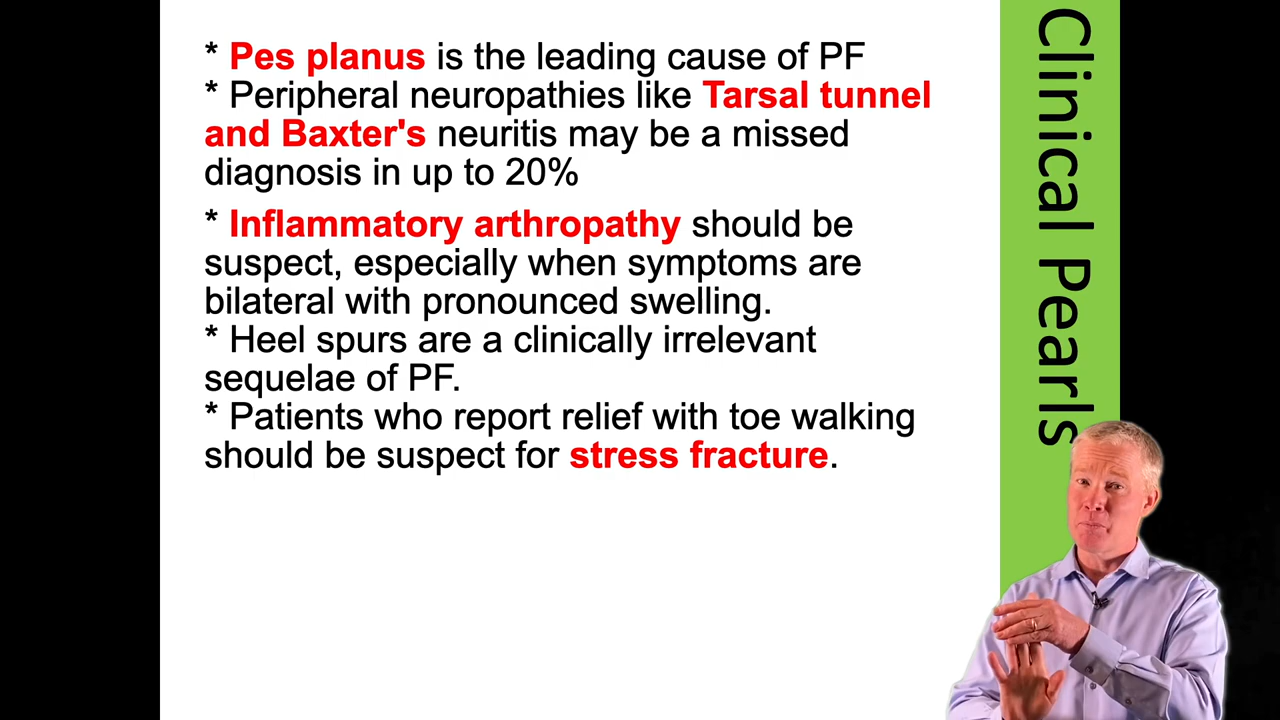 * Pes planus is the leading cause of PF
* Peripheral neuropathies like Tarsal tunnel
and Baxter's neuritis may be a missed
diagnosis in up to 20%
* Inflammatory arthropathy should be
suspect, especially when symptoms are
bilateral with pronounced swelling.
* Heel spurs are a clinically irrelevant
sequelae of PF.
* Patients who report relief with toe walking
should be suspect for stress fracture.
Clinical Pearls